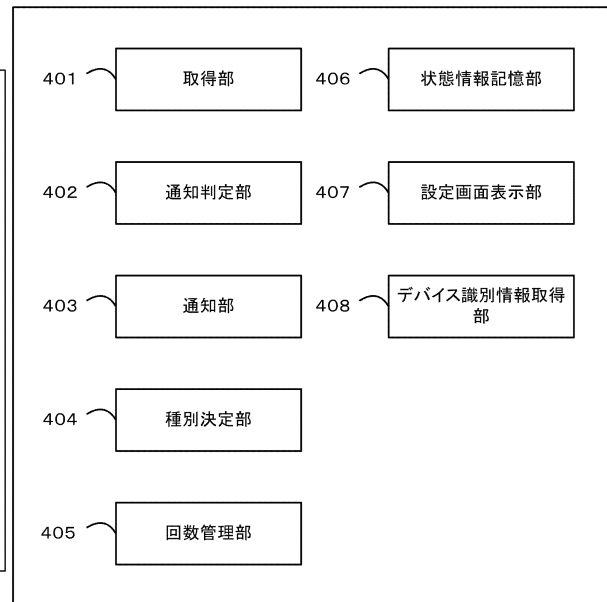 401
取得部
402
通知判定部
403
通知部
404
種別決定部
405
回数管理部
406
状態情報記憶部
407
設定画面表示部
408
デバイス識別情報取得
部